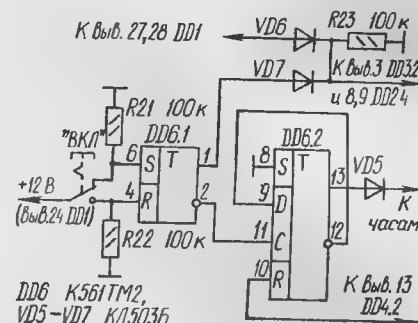 К выв. 27,28 DD1
VD6
R23 100к
VD7
К выв.3 DD3.2
и 8,9 DD2.4
R21 100к
"ВКЛ"
DD6.1
6 S T 1
4 R 2
+12 В
(выв.24 DD1)
R22 100к
DD6.2
8 S T
9 D
13
VD5
К часам
11 C
12
10 R
К выв. 13
DD4.2
DD6 К561ТМ2,
VD5-VD7 КД503Б